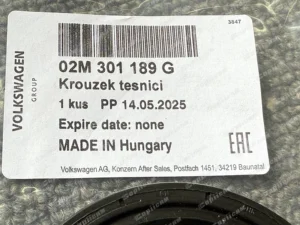 3647
VOLKSWAGEN
GROUP
02M 301 189 G
Krouzek tesnici
1 kus PP 14.05.2025
Expire date: none
MADE IN Hungary
EAC
Volkswagen AG, Konzern After Sales, Postfach 1451, 34219 Baunatal